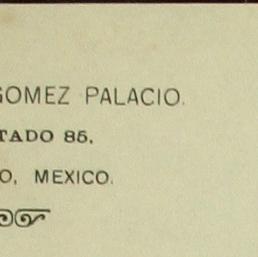 GOMEZ PALACIO.
TADO 85,
O, MEXICO.